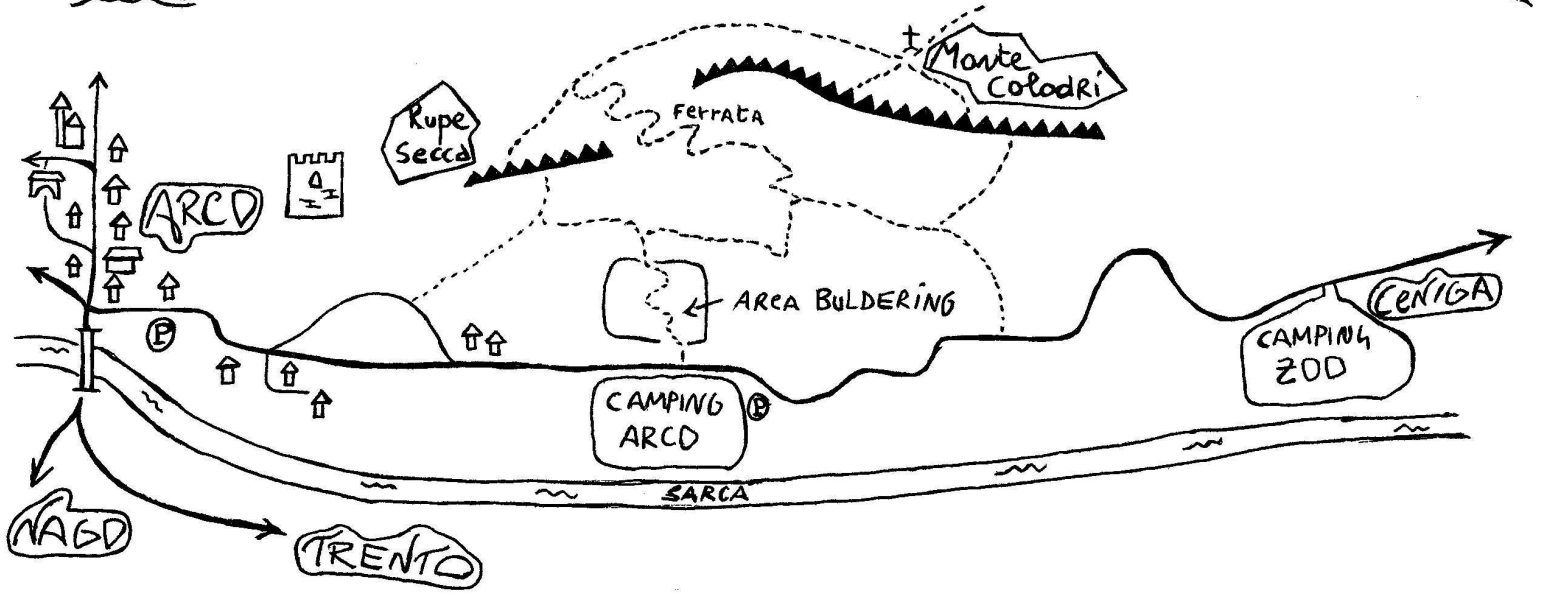 Monte
Colodri
Rupe
Secca
Ferrata
ARCO
AREA BULDERING
CENIGA
P
CAMPING
ZOO
CAMPING
ARCO
P
SARCA
NAGO
TRENTO